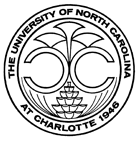 THE UNIVERSITY OF NORTH CAROLINA
AT CHARLOTTE 1946